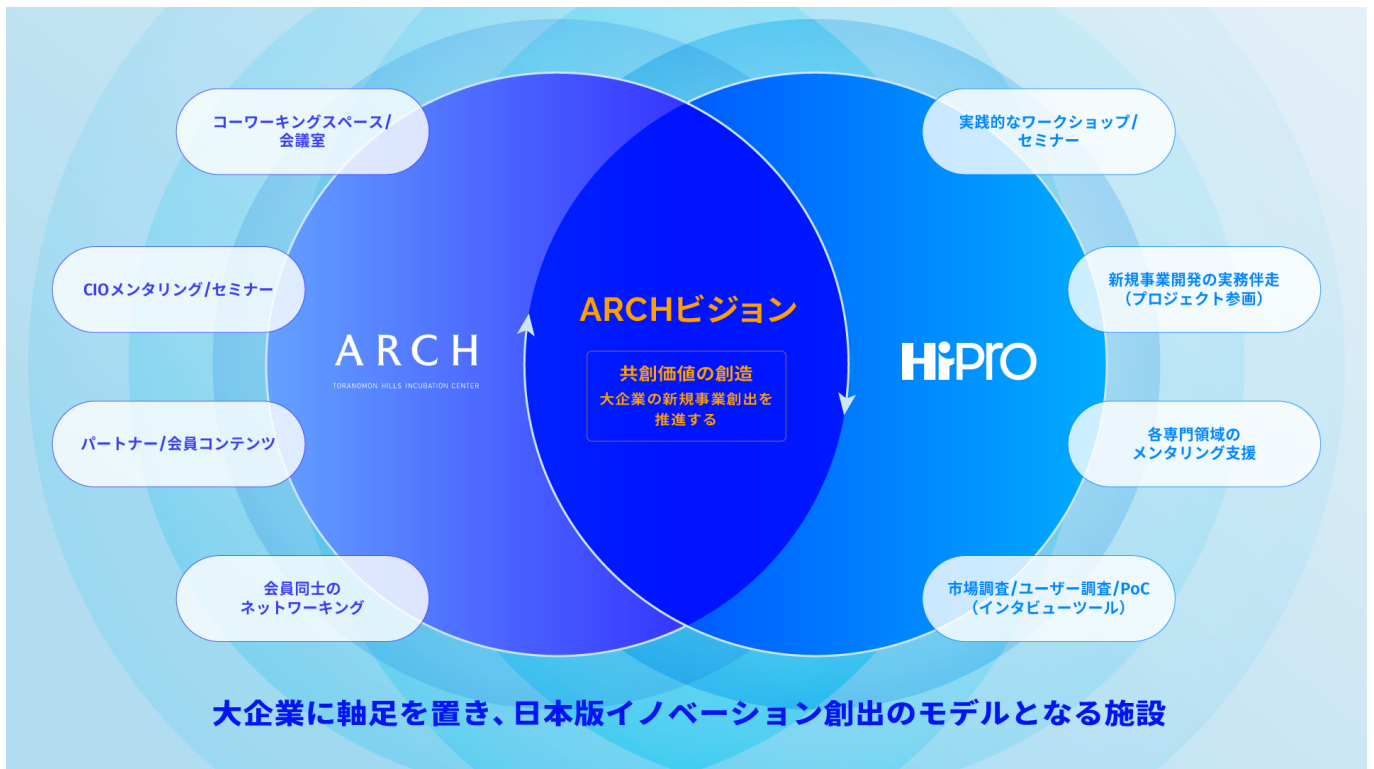 コーワーキングスペース/
会議室
CIOメンタリング/セミナー
パートナー/会員コンテンツ
会員同士の
ネットワーキング
ARCH
TORANOMON HILLS INCUBATION CENTER
ARCHビジョン
共創価値の創造
大企業の新規事業創出を
推進する
HiPRO
実践的なワークショップ/
セミナー
新規事業開発の実務伴走
（プロジェクト参画）
各専門領域の
メンタリング支援
市場調査/ユーザー調査/PoC
（インタビューツール）
大企業に軸足を置き、日本版イノベーション創出のモデルとなる施設